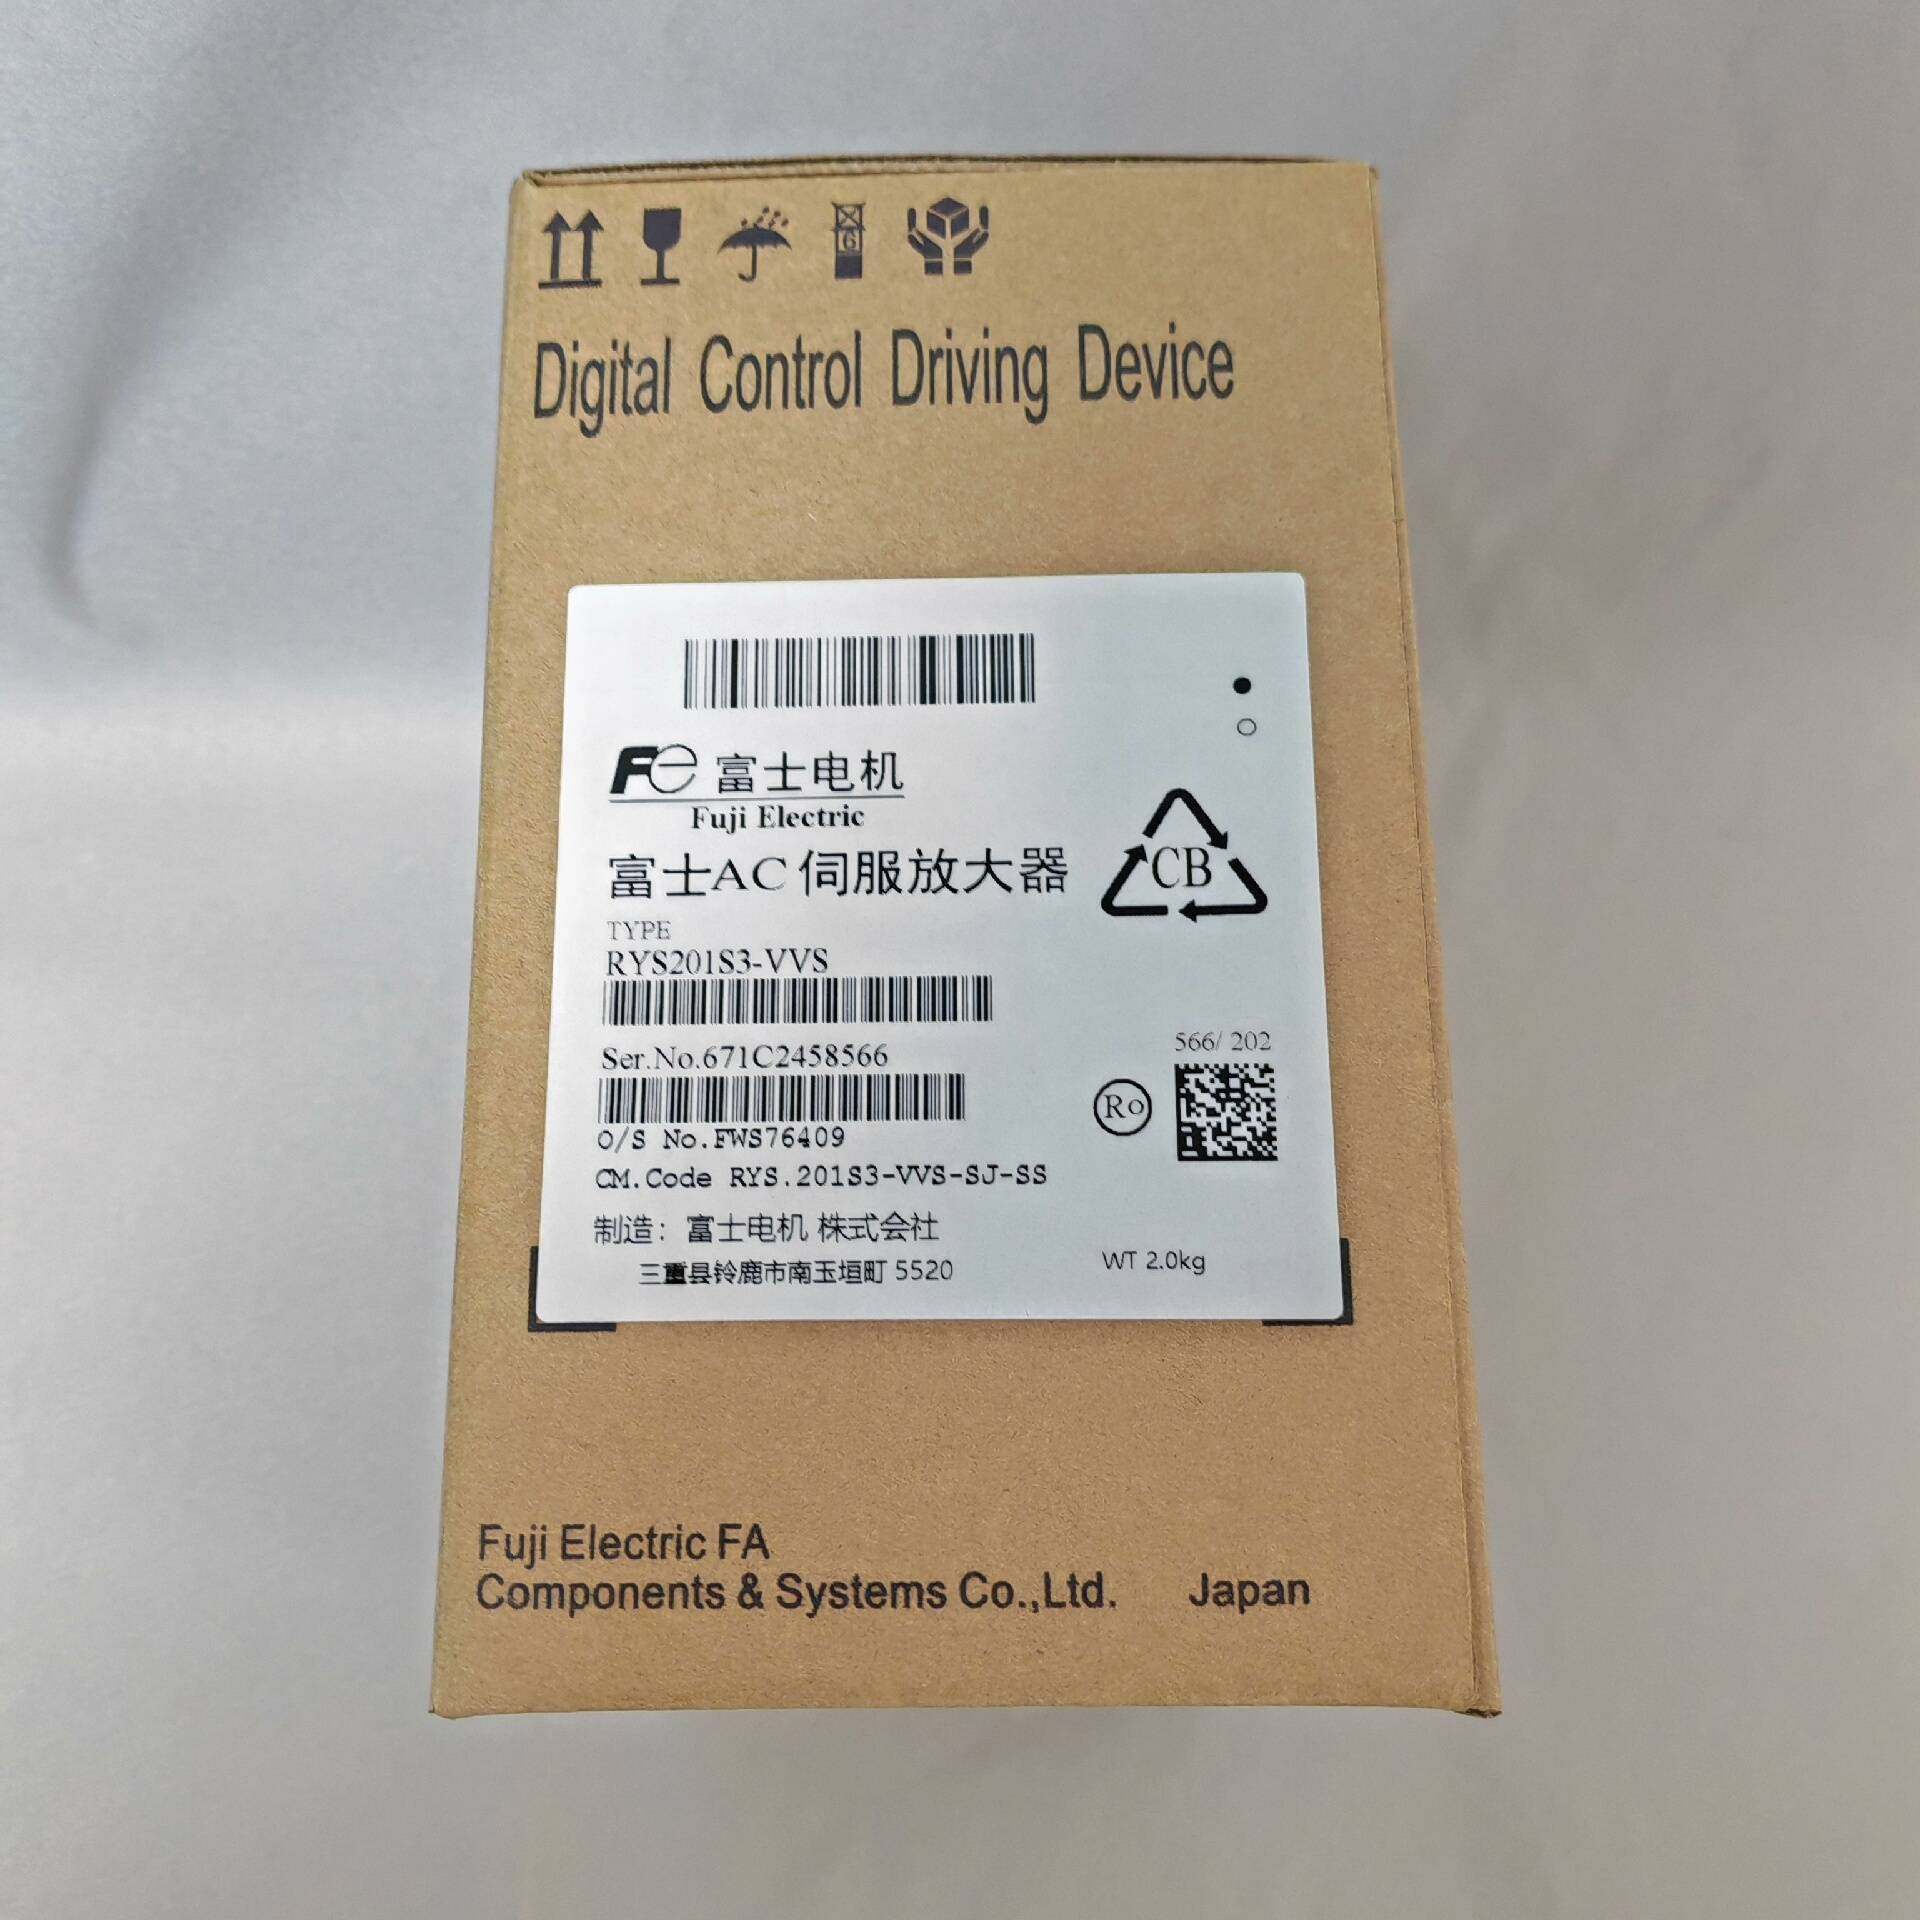 6
Digital Control Driving Device
Fe 富士电机
Fuji Electric
富士AC 伺服放大器
CB
TYPE
RYS201S3-VVS
Ser.No.671C2458566
566/ 202
Ro
O/S No.FWS76409
CM.Code RYS.201S3-VVS-SJ-SS
制造: 富士电机 株式会社
三重县铃鹿市南玉垣町 5520
WT 2.0kg
Fuji Electric FA
Components & Systems Co.,Ltd. Japan